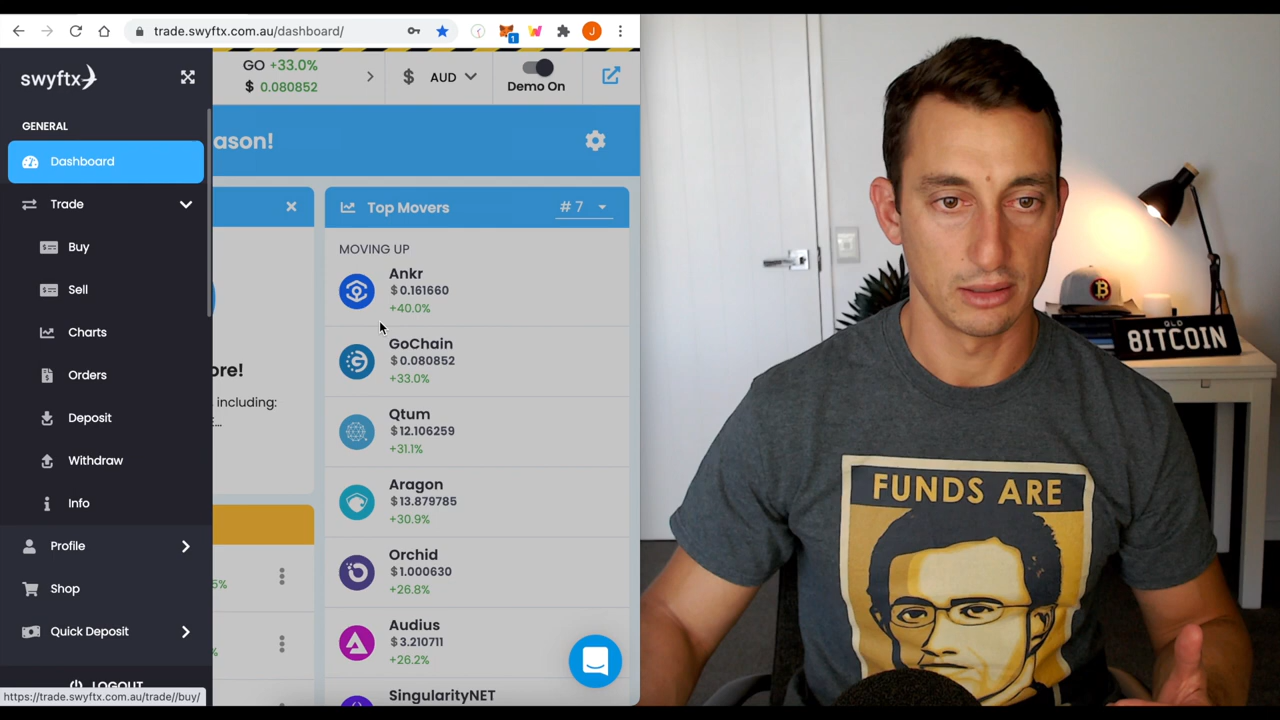 trade.swyftx.com.au/dashboard/
1
J
swyftx
GO +33.0%
$ 0.080852
$ AUD
Demo On
GENERAL
Dashboard
Trade
Buy
Sell
Charts
Orders
Deposit
Withdraw
Info
Profile
Shop
Quick Deposit
LOGOUT
https://trade.swyftx.com.au/trade//buy/
ason!
ore!
including:
5%
%
Top Movers
# 7
MOVING UP
Ankr
$ 0.161660
+40.0%
GoChain
$ 0.080852
+33.0%
Qtum
$ 12.106259
+31.1%
Aragon
$ 13.879785
+30.9%
Orchid
$ 1.000630
+26.8%
Audius
$ 3.210711
+26.2%
SingularityNET
QLD
BITCOIN
FUNDS ARE